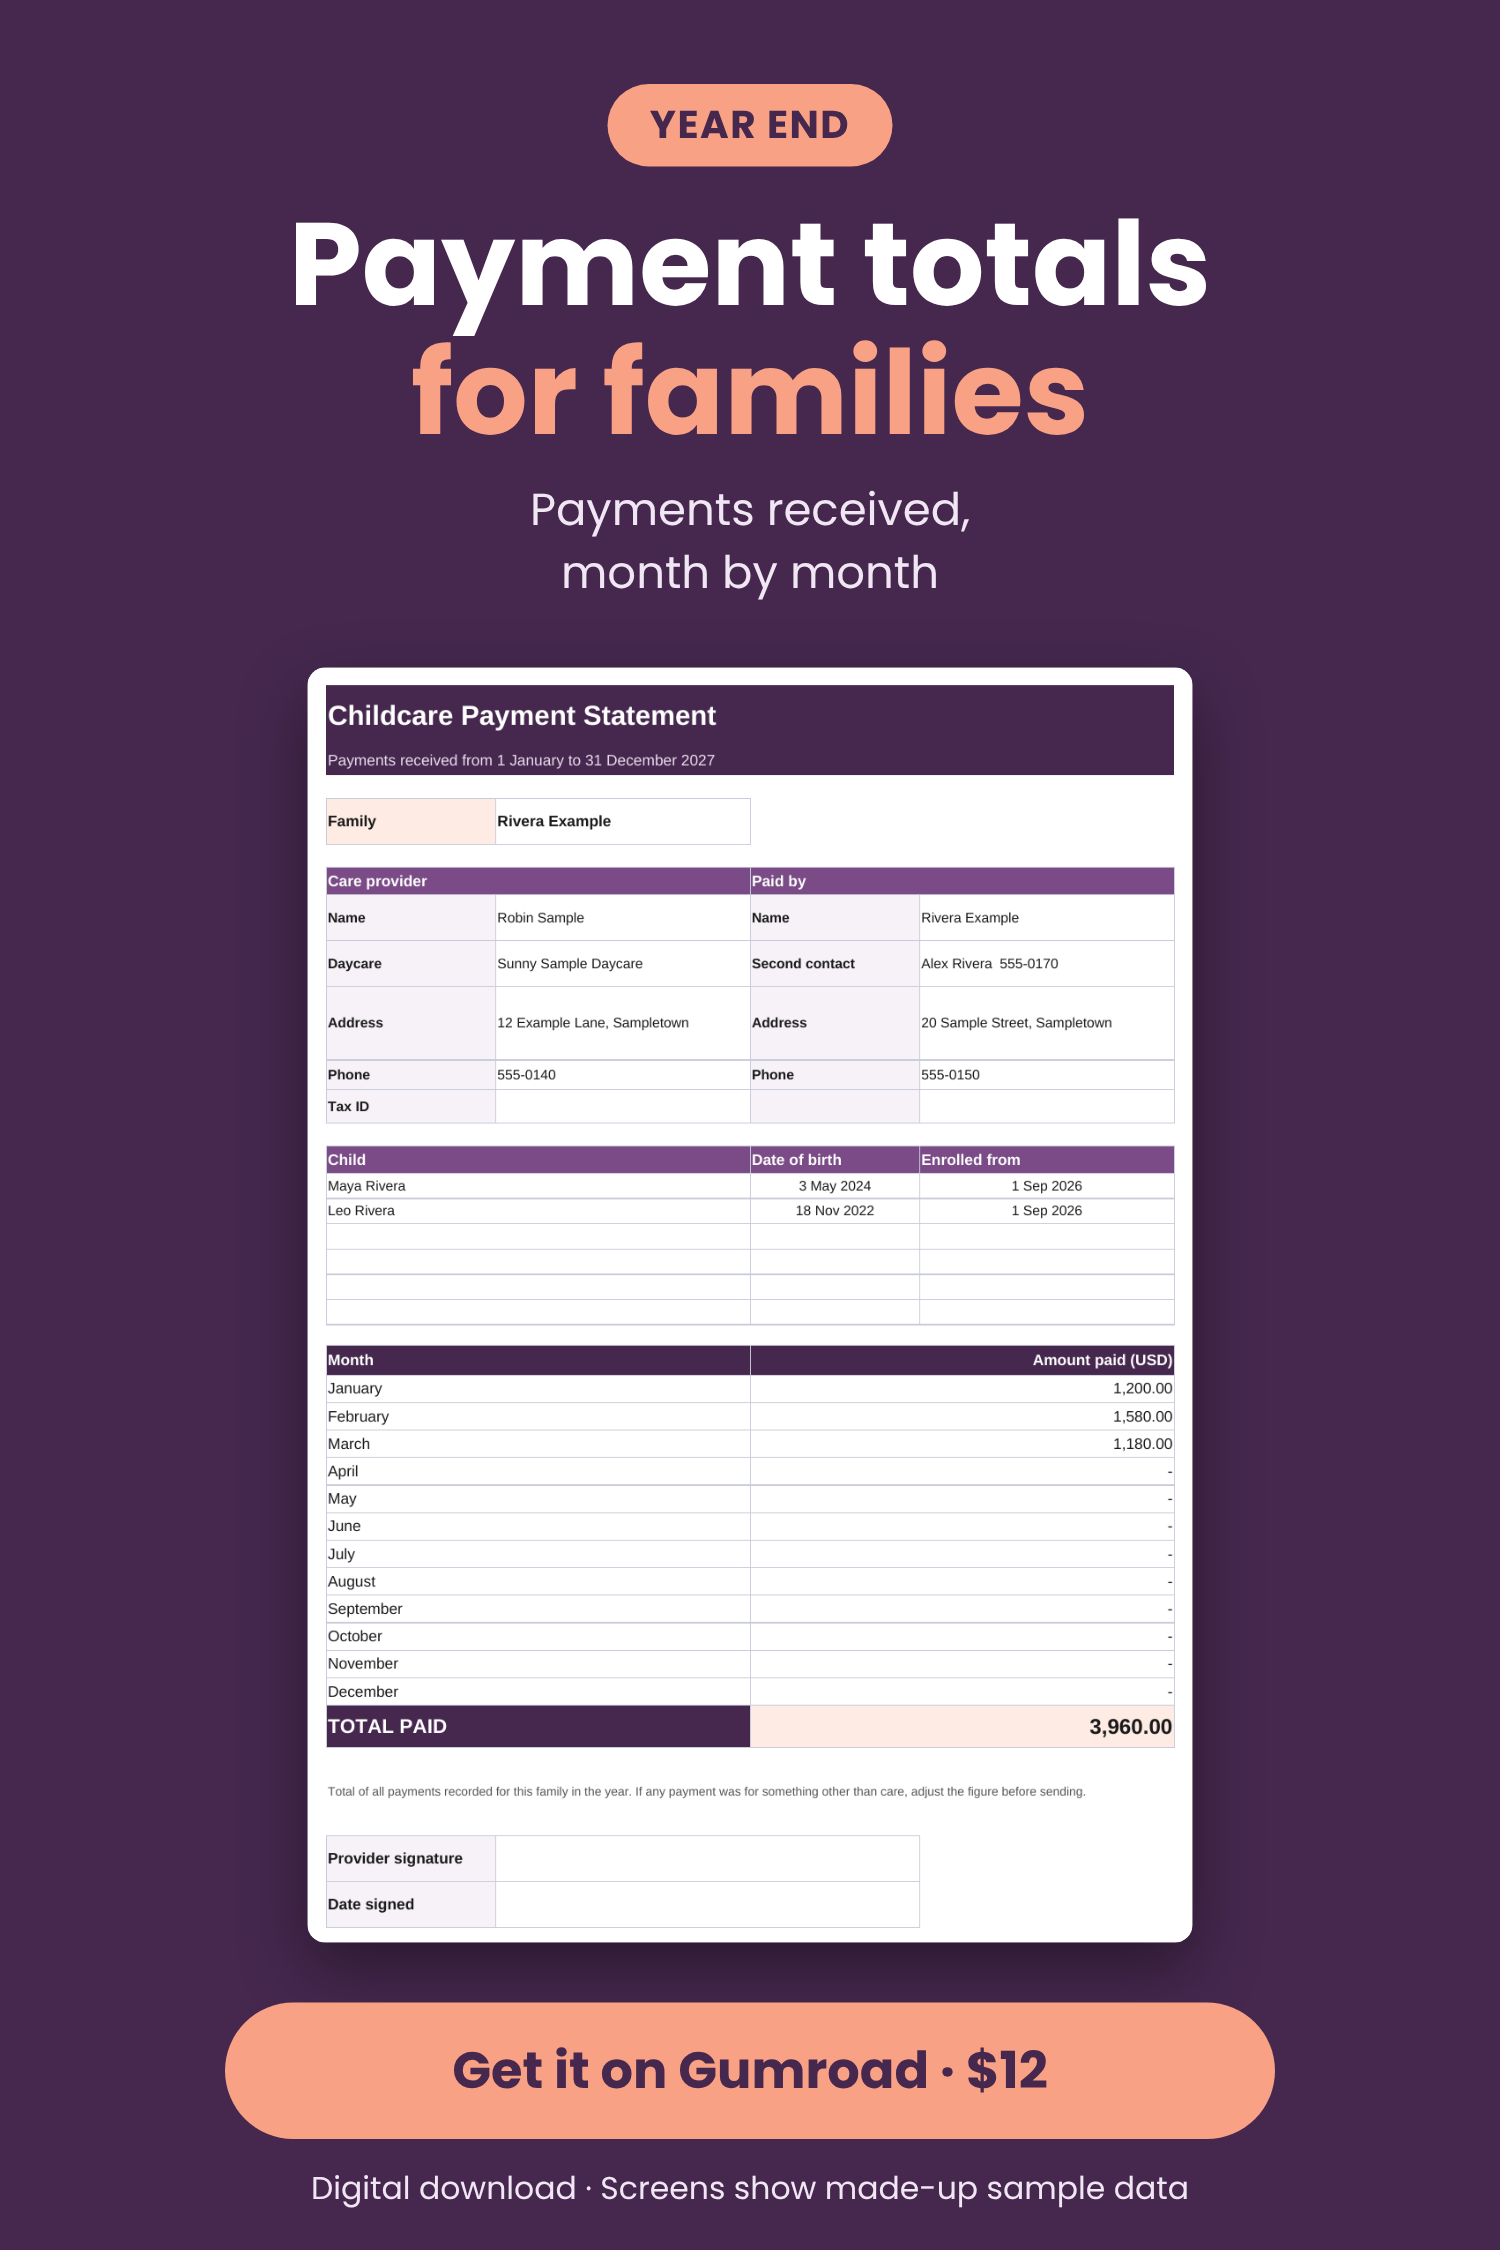 YEAR END
Payment totals
for families
Payments received,
month by month
Childcare Payment Statement
Payments received from 1 January to 31 December 2027
Family Rivera Example
Care provider Paid by
Name Robin Sample Name Rivera Example
Daycare Sunny Sample Daycare Second contact Alex Rivera 555-0170
Address 12 Example Lane, Sampletown Address 20 Sample Street, Sampletown
Phone 555-0140 Phone 555-0150
Tax ID
Child Date of birth Enrolled from
Maya Rivera 3 May 2024 1 Sep 2026
Leo Rivera 18 Nov 2022 1 Sep 2026
Month Amount paid (USD)
January 1,200.00
February 1,580.00
March 1,180.00
April -
May -
June -
July -
August -
September -
October -
November -
December -
TOTAL PAID 3,960.00
Total of all payments recorded for this family in the year. If any payment was for something other than care, adjust the figure before sending.
Provider signature
Date signed
Get it on Gumroad · $12
Digital download · Screens show made-up sample data